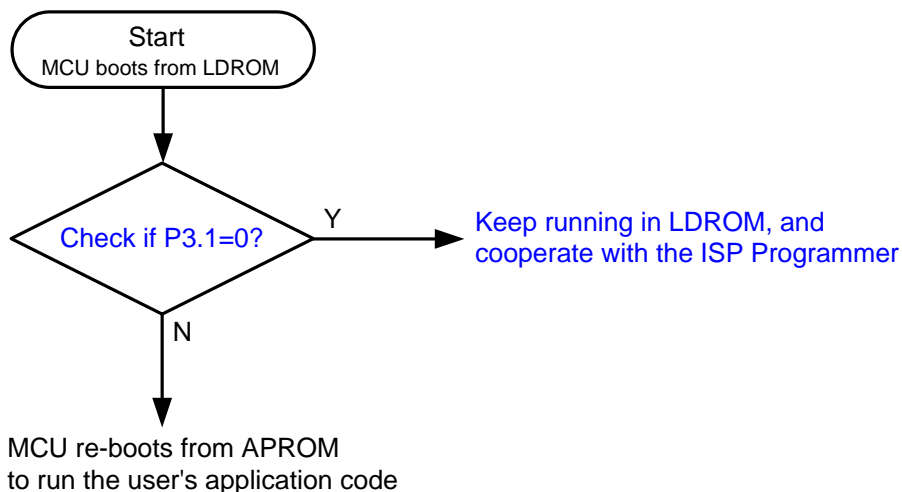 Start
MCU boots from LDROM
Check if P3.1=0?
Y
Keep running in LDROM, and
cooperate with the ISP Programmer
N
MCU re-boots from APROM
to run the user's application code